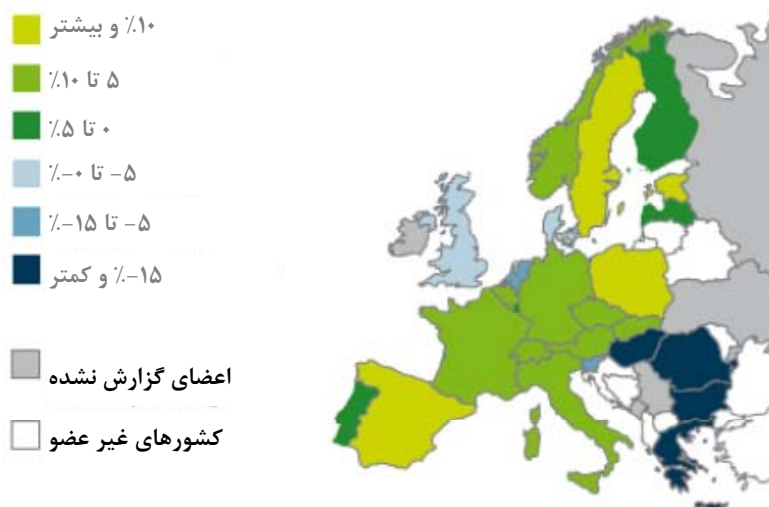 ۱۰٪ و بیشتر
۵ تا ۱۰٪
۰ تا ۵٪
۵- تا ۰-٪
۵- تا ۱۵-٪
۱۵-٪ و کمتر
اعضای گزارش نشده
کشورهای غیر عضو